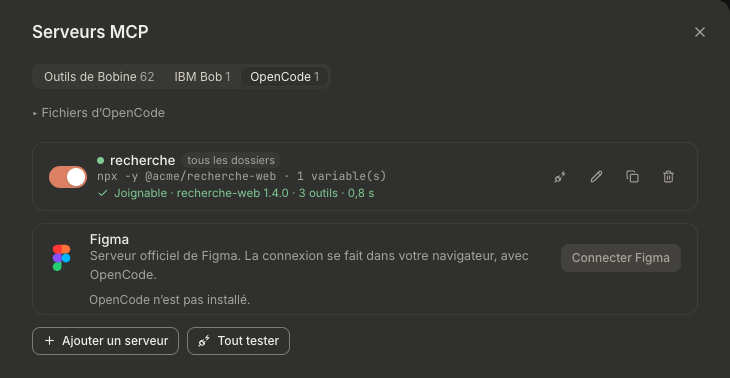 Serveurs MCP
Outils de Bobine 62 IBM Bob 1 OpenCode 1
Fichiers d’OpenCode
recherche tous les dossiers
npx -y @acme/recherche-web · 1 variable(s)
Joignable · recherche-web 1.4.0 · 3 outils · 0,8 s
Figma
Serveur officiel de Figma. La connexion se fait dans votre navigateur, avec
OpenCode.
Connecter Figma
OpenCode n’est pas installé.
Ajouter un serveur Tout tester